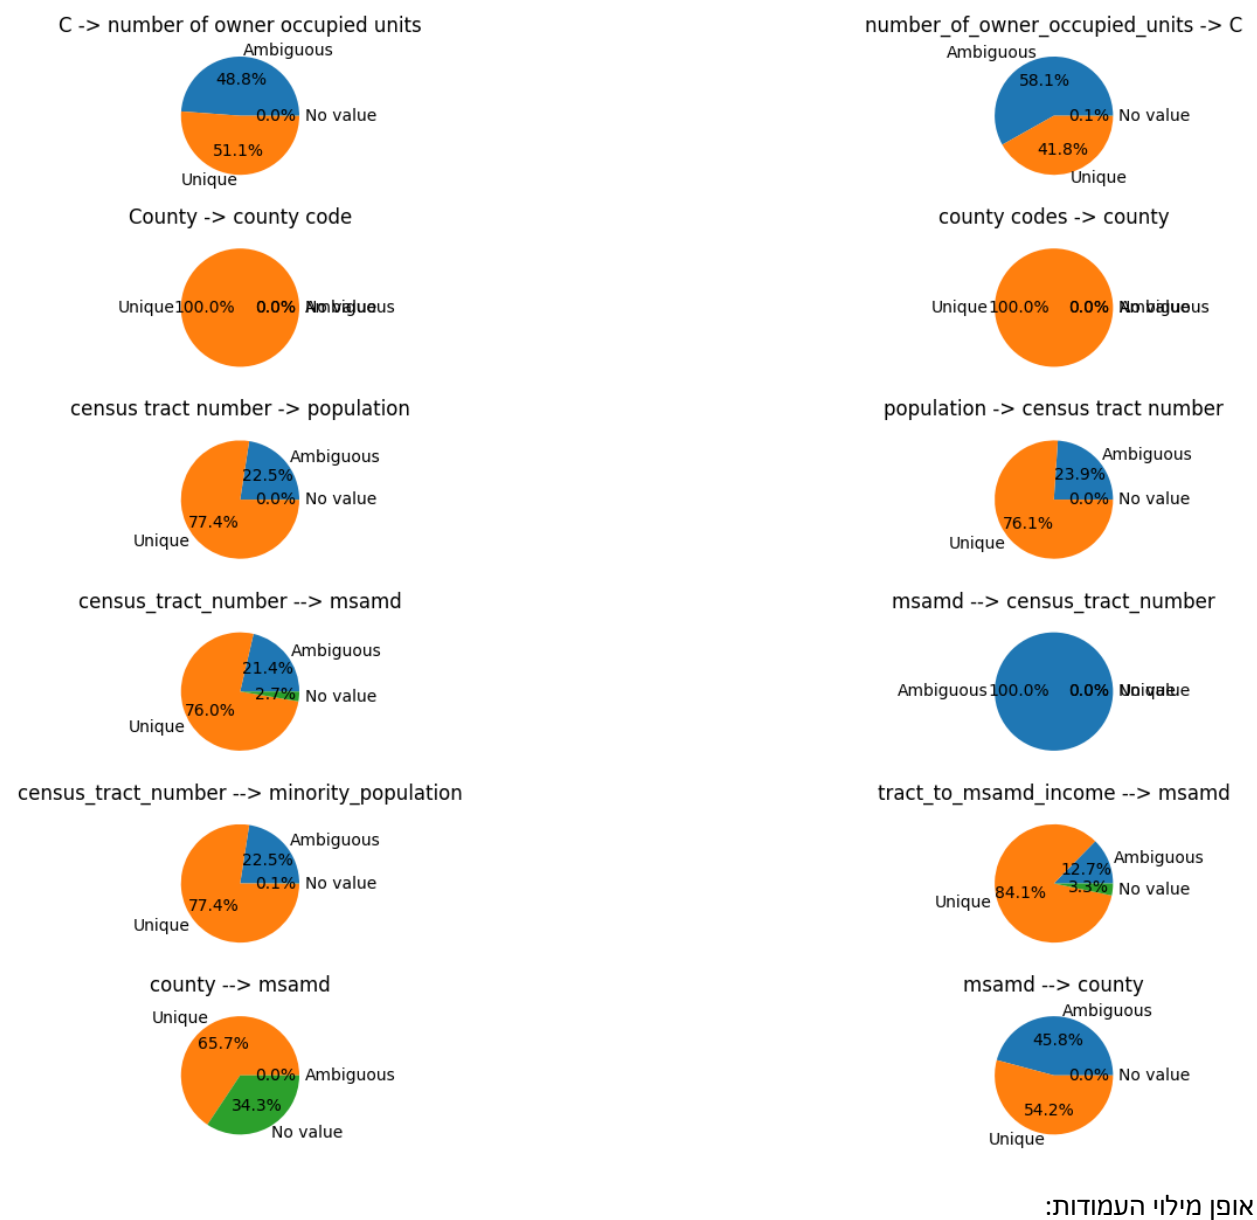 C -> number of owner occupied units
number_of_owner_occupied_units -> C
Ambiguous
48.8%
0.0% No value
51.1%
Unique
Ambiguous
58.1%
0.1% No value
41.8%
Unique
County -> county code
county codes -> county
Unique 100.0% 0.0% Ambiguous
Unique 100.0% 0.0% Ambiguous
census tract number -> population
population -> census tract number
Ambiguous
22.5%
0.0% No value
77.4%
Unique
Ambiguous
23.9%
0.0% No value
76.1%
Unique
census_tract_number --> msamd
msamd --> census_tract_number
Ambiguous
21.4%
2.7% No value
76.0%
Unique
Ambiguous 100.0% 0.0% No value
census_tract_number --> minority_population
tract_to_msamd_income --> msamd
Ambiguous
22.5%
0.1% No value
77.4%
Unique
Ambiguous
12.7%
3.3% No value
84.1%
Unique
county --> msamd
msamd --> county
Unique
65.7%
0.0% Ambiguous
34.3%
No value
Ambiguous
45.8%
0.0% No value
54.2%
Unique
אופן מילוי העמודות: